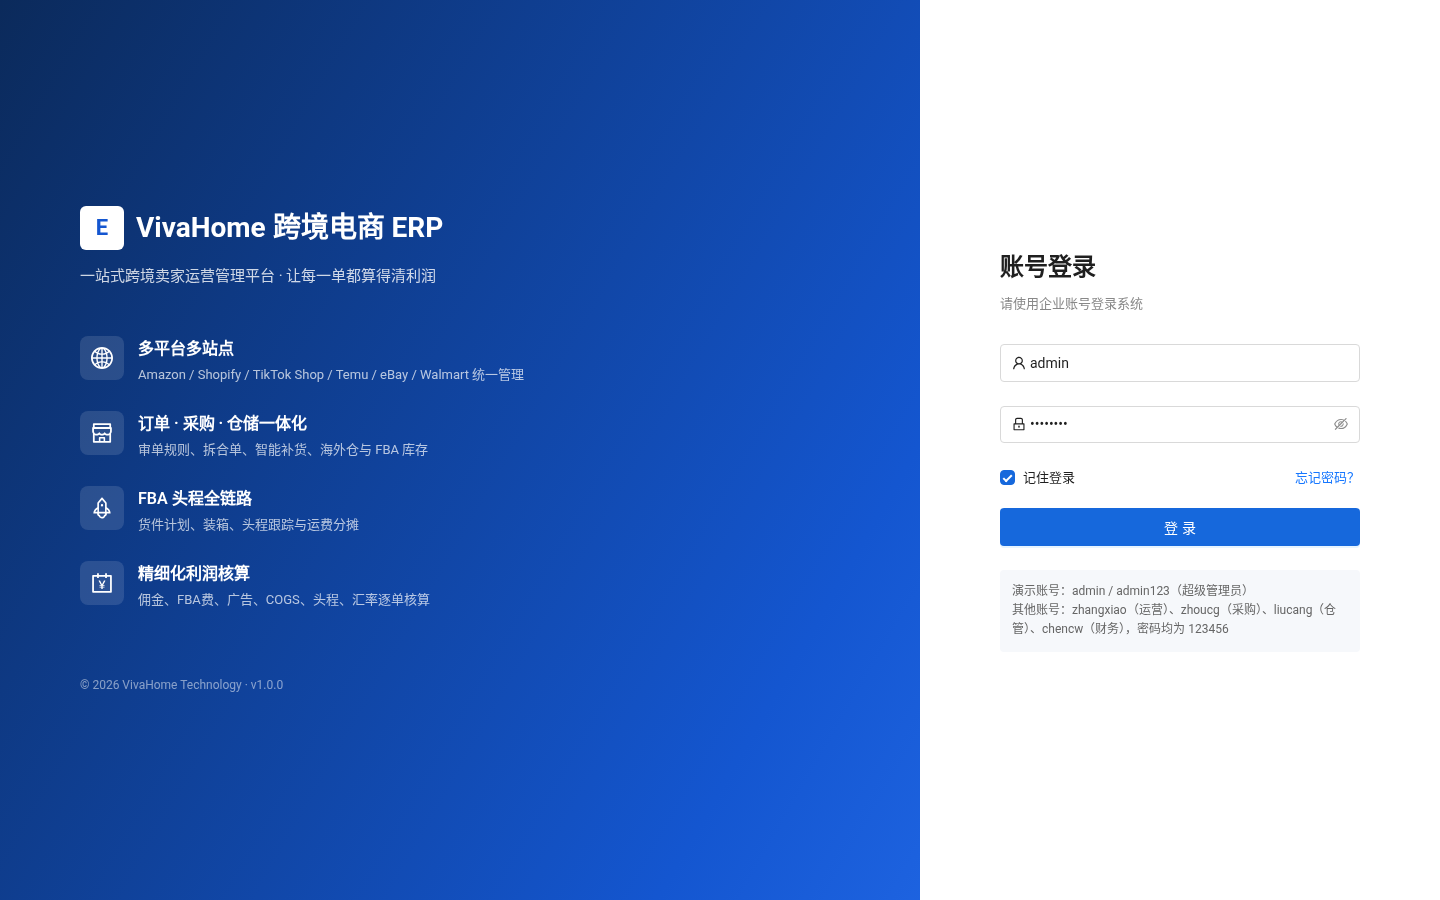 E
VivaHome 跨境电商 ERP
一站式跨境卖家运营管理平台 · 让每一单都算得清利润
多平台多站点
Amazon / Shopify / TikTok Shop / Temu / eBay / Walmart 统一管理
订单 · 采购 · 仓储一体化
审单规则、拆合单、智能补货、海外仓与 FBA 库存
FBA 头程全链路
货件计划、装箱、头程跟踪与运费分摊
¥
精细化利润核算
佣金、FBA费、广告、COGS、头程、汇率逐单核算
© 2026 VivaHome Technology · v1.0.0
账号登录
请使用企业账号登录系统
admin
••••••••
记住登录
忘记密码?
登 录
演示账号：admin / admin123（超级管理员）
其他账号：zhangxiao（运营）、zhoucg（采购）、liucang（仓
管）、chencw（财务），密码均为 123456